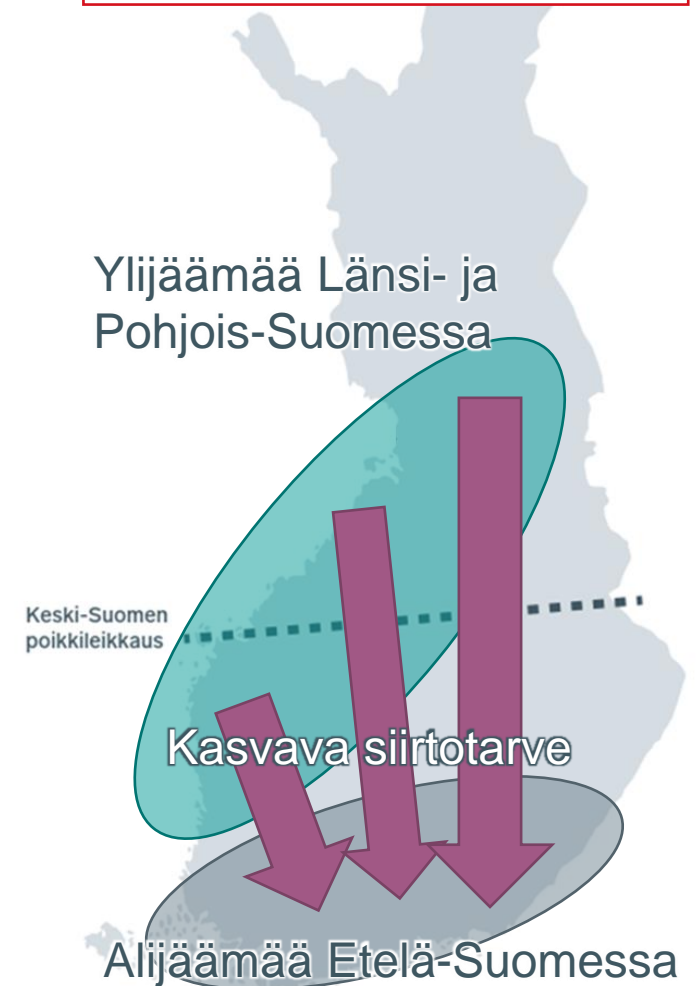 Ylijäämää Länsi- ja
Pohjois-Suomessa
Keski-Suomen
poikkileikkaus
Kasvava siirtotarve
Alijäämää Etelä-Suomessa